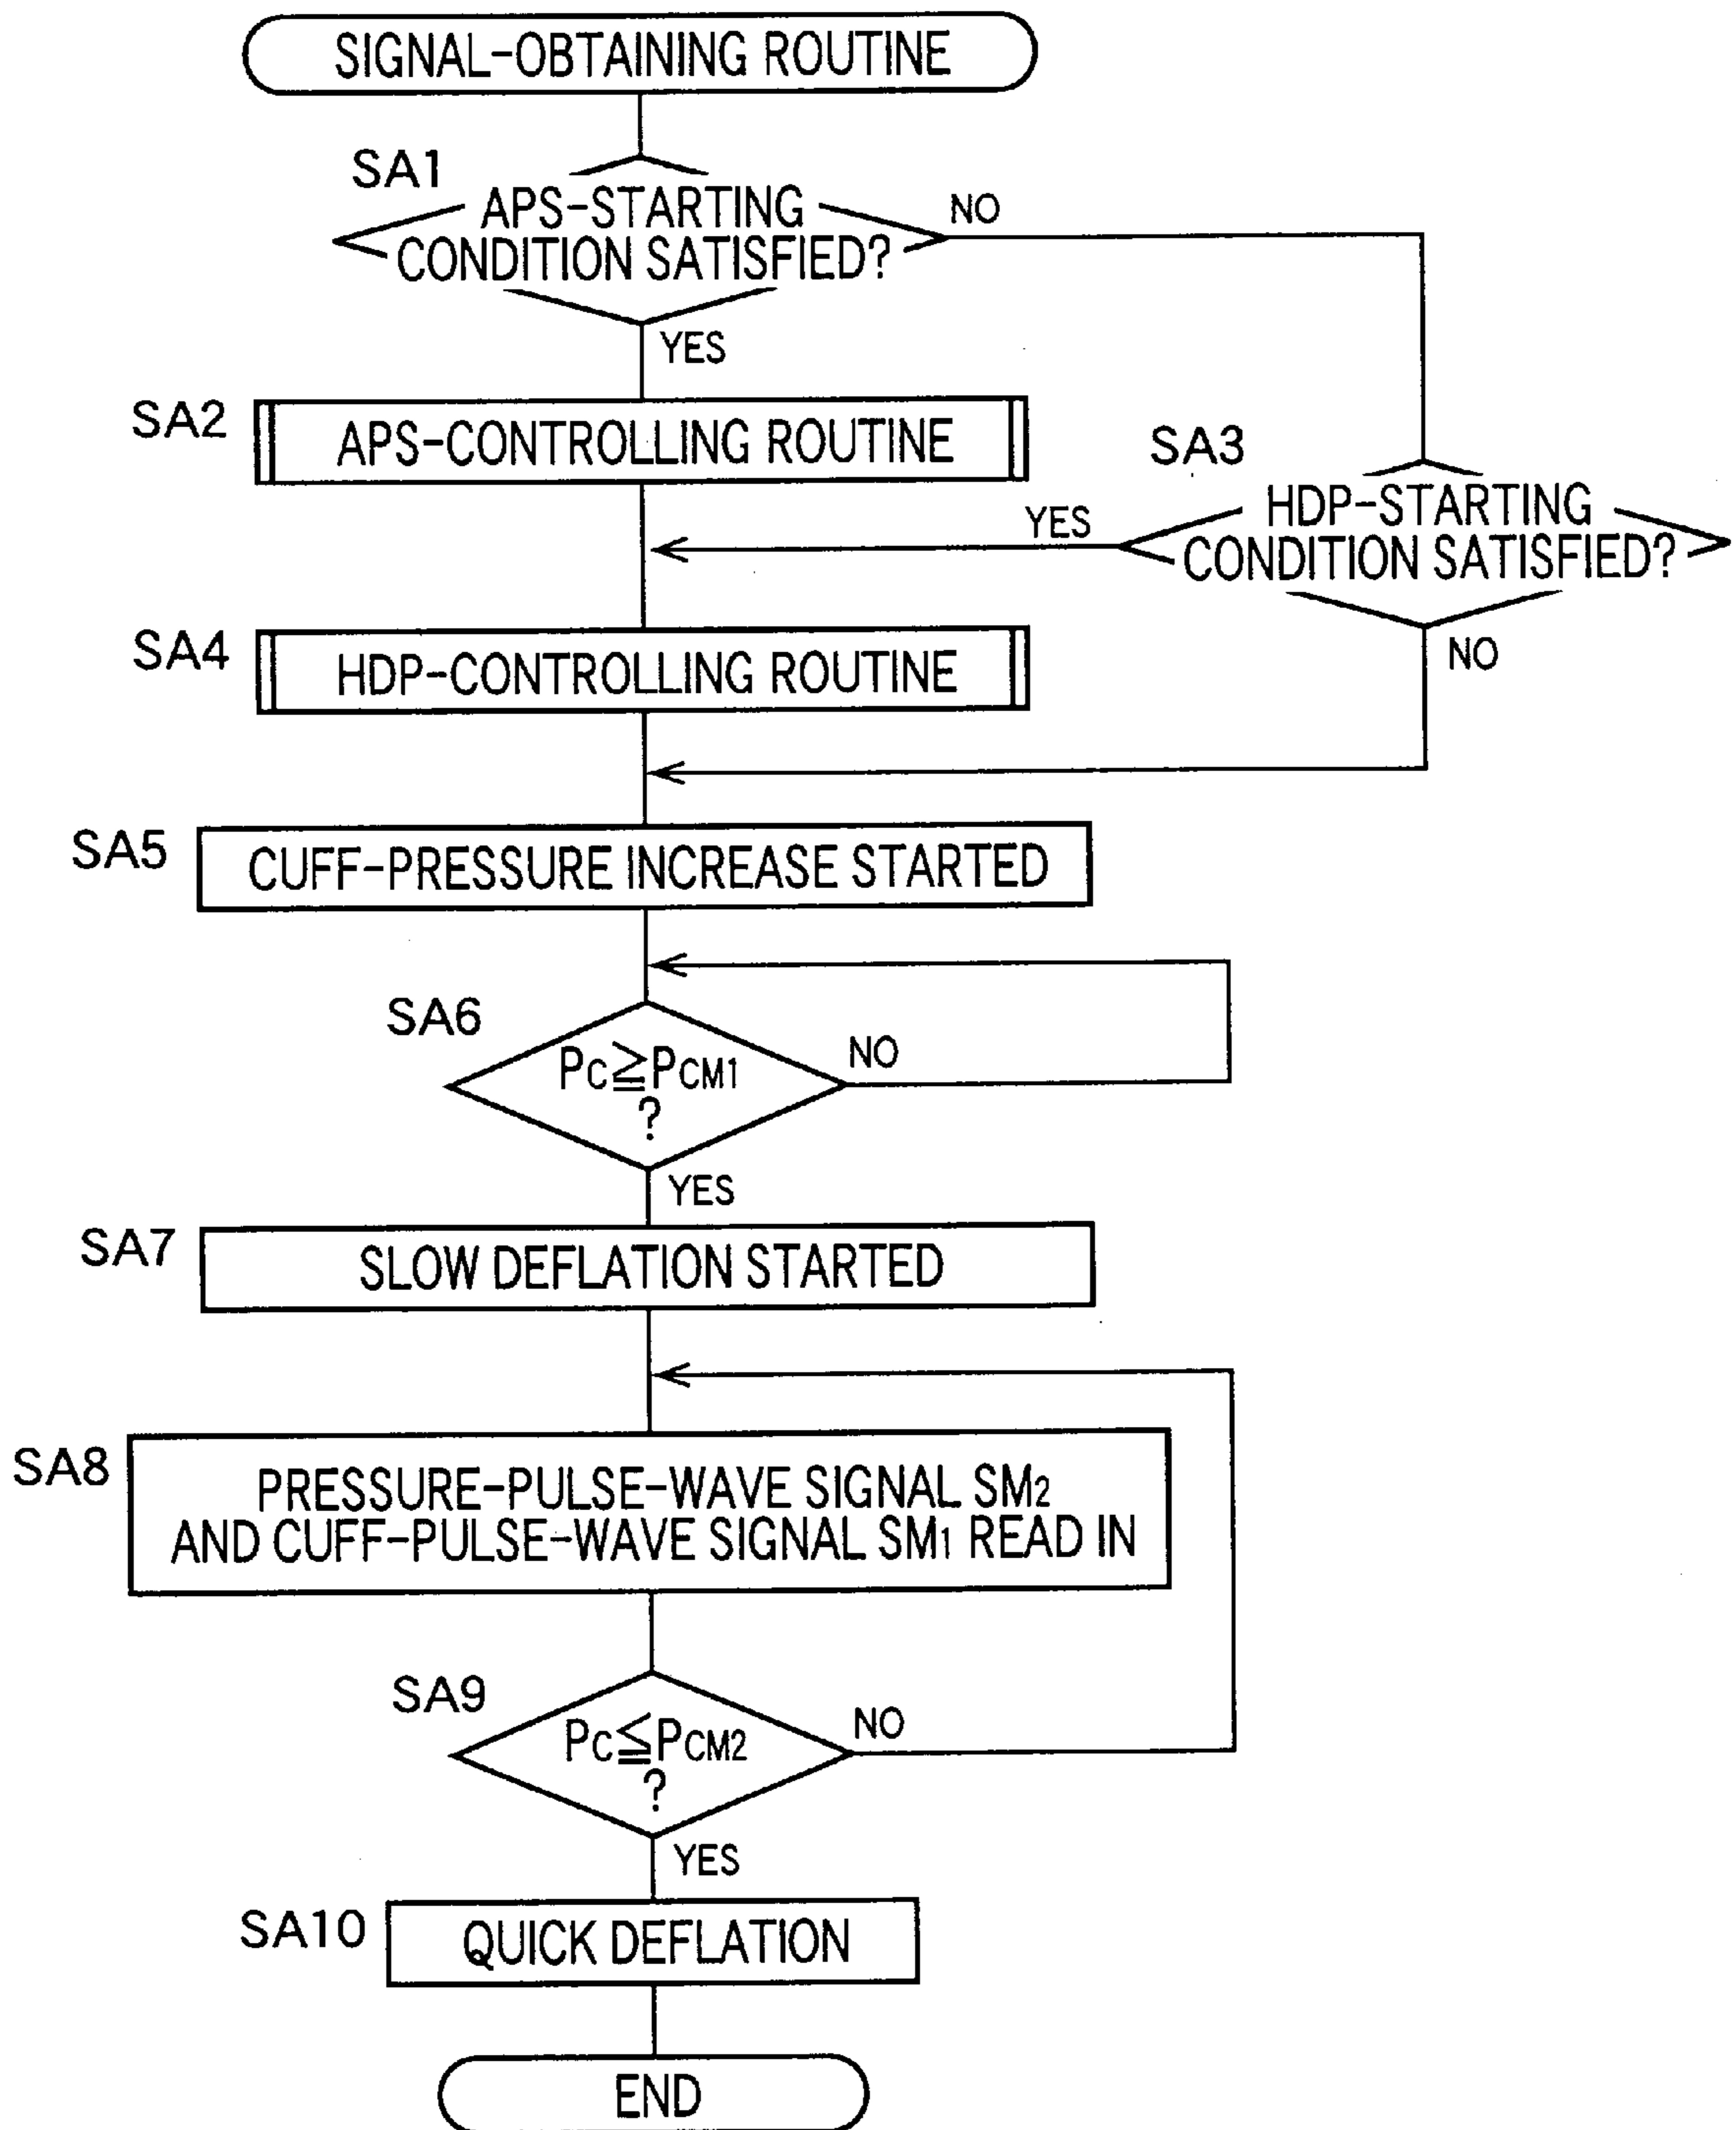 SIGNAL-OBTAINING ROUTINE
SA1
APS-STARTING
CONDITION SATISFIED?
NO
YES
SA2
APS-CONTROLLING ROUTINE
SA3
HDP-STARTING
CONDITION SATISFIED?
YES
NO
SA4
HDP-CONTROLLING ROUTINE
SA5
CUFF-PRESSURE INCREASE STARTED
SA6
PC≧PCM1
?
NO
YES
SA7
SLOW DEFLATION STARTED
SA8
PRESSURE-PULSE-WAVE SIGNAL SM2
AND CUFF-PULSE-WAVE SIGNAL SM1 READ IN
SA9
PC≦PCM2
?
NO
YES
SA10
QUICK DEFLATION
END